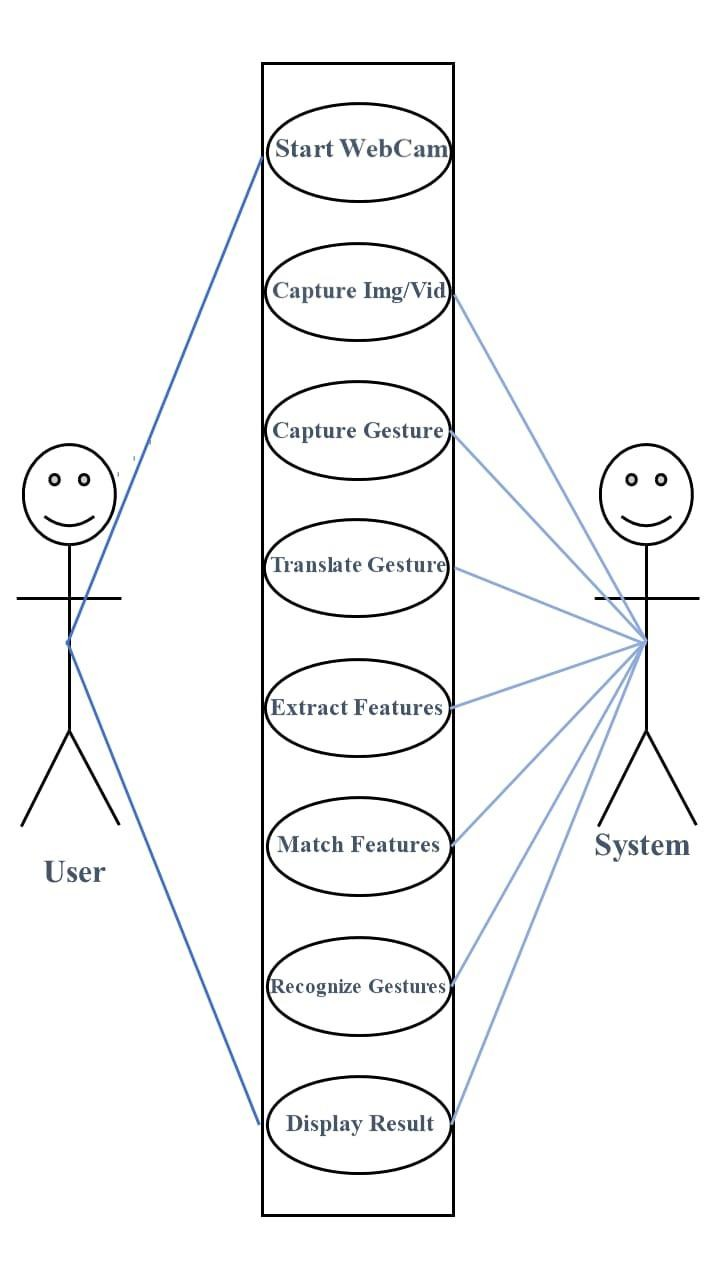 Start WebCam
Capture Img/Vid
Capture Gesture
Translate Gesture
Extract Features
Match Features
System
User
Recognize Gestures
Display Result